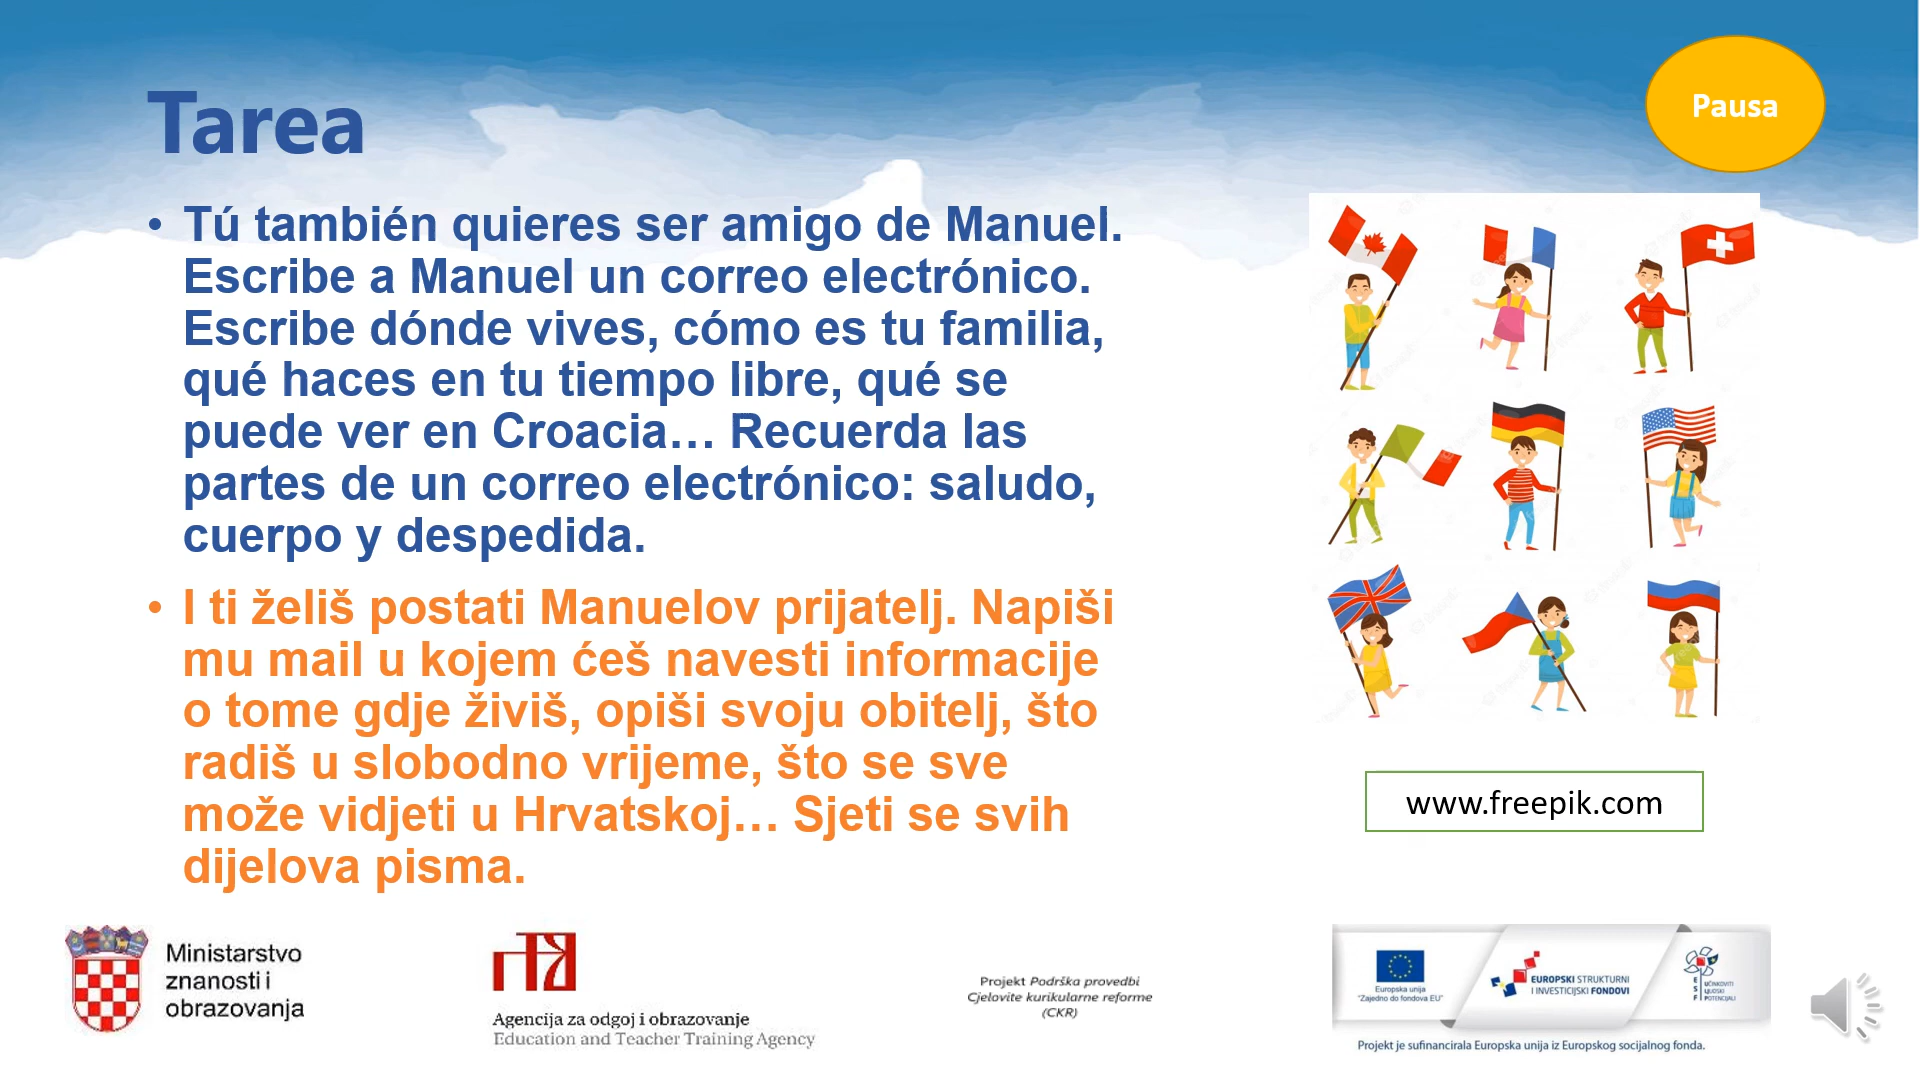 Tarea
Pausa
• Tú también quieres ser amigo de Manuel.
Escribe a Manuel un correo electrónico.
Escribe dónde vives, cómo es tu familia,
qué haces en tu tiempo libre, qué se
puede ver en Croacia… Recuerda las
partes de un correo electrónico: saludo,
cuerpo y despedida.
• I ti želiš postati Manuelov prijatelj. Napiši
mu mail u kojem ćeš navesti informacije
o tome gdje živiš, opiši svoju obitelj, što
radiš u slobodno vrijeme, što se sve
može vidjeti u Hrvatskoj… Sjeti se svih
dijelova pisma.
www.freepik.com
Ministarstvo
znanosti i
obrazovanja
Agencija za odgoj i obrazovanje
Education and Teacher Training Agency
Projekt Podrška provedbi
Cjelovite kurikularne reforme
(CKR)
Europska unija
"Zajedno do fondova EU"
EUROPSKI STRUKTURNI
I INVESTICIJSKI FONDOVI
ESF
UČINKOVITI
LJUDSKI
POTENCIJALI
Projekt je sufinancirala Europska unija iz Europskog socijalnog fonda.